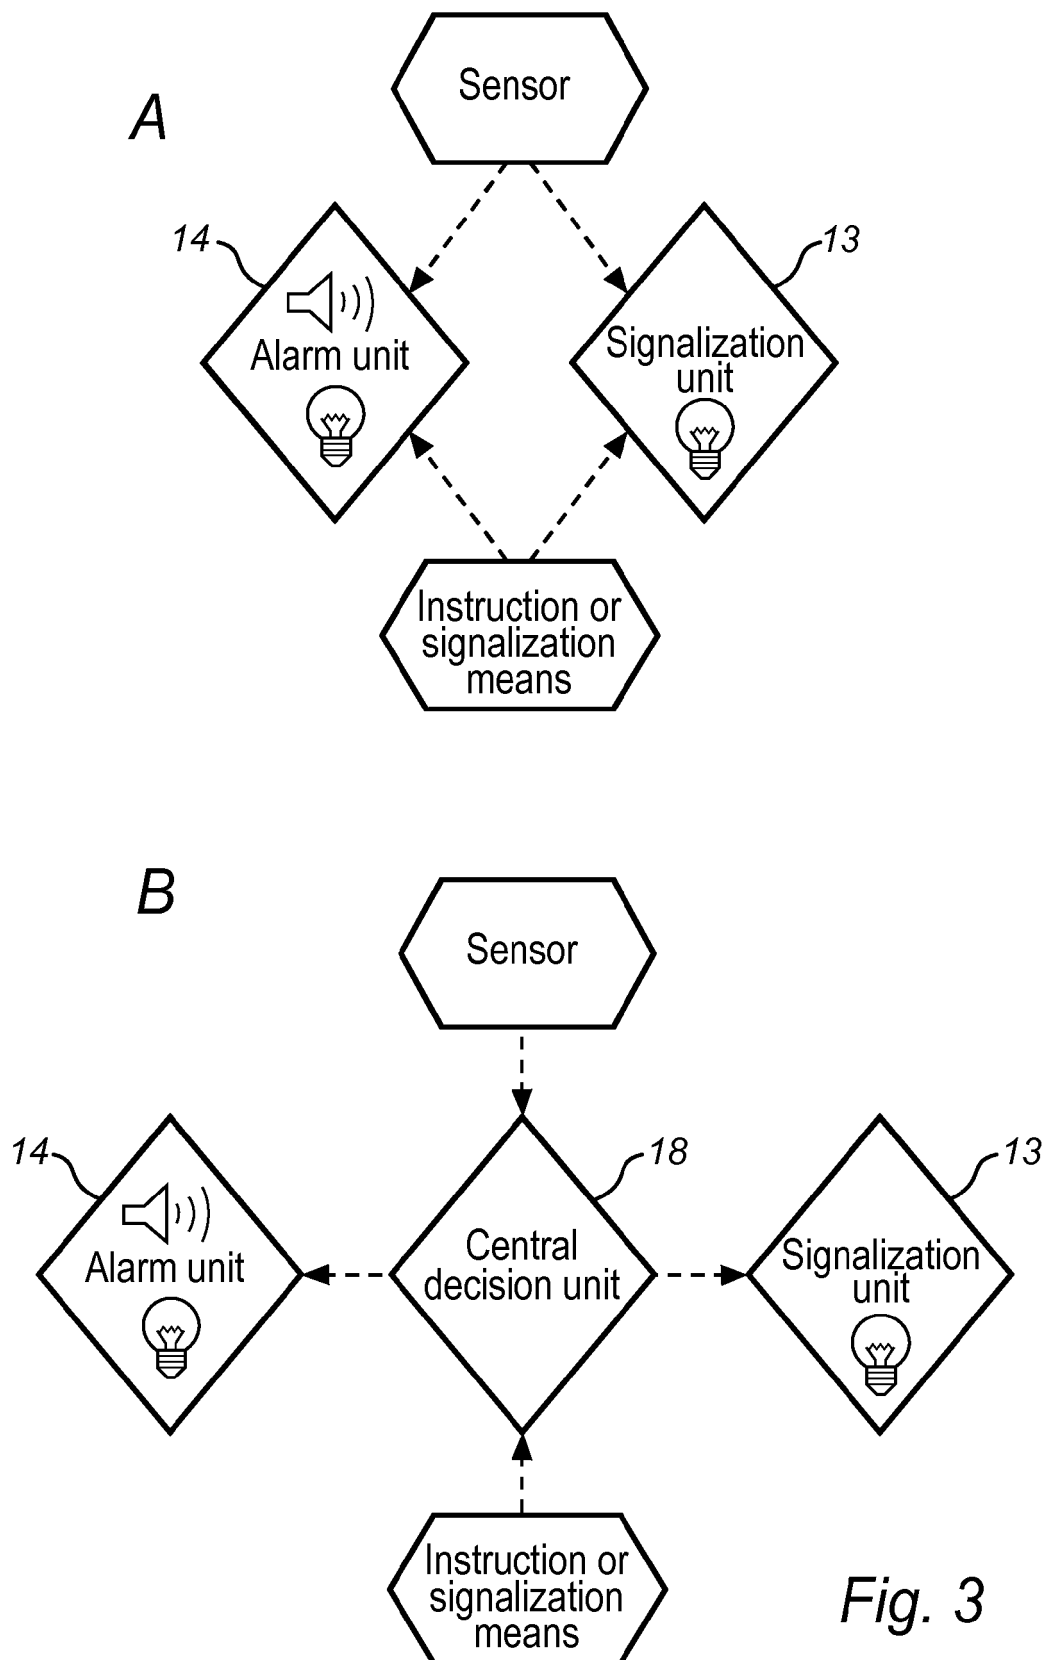 A
Sensor
14
13
Alarm unit
Signalization
unit
Instruction or
signalization
means
B
Sensor
14
18
13
Central
decision unit
Alarm unit
Signalization
unit
Instruction or
signalization
means
Fig. 3